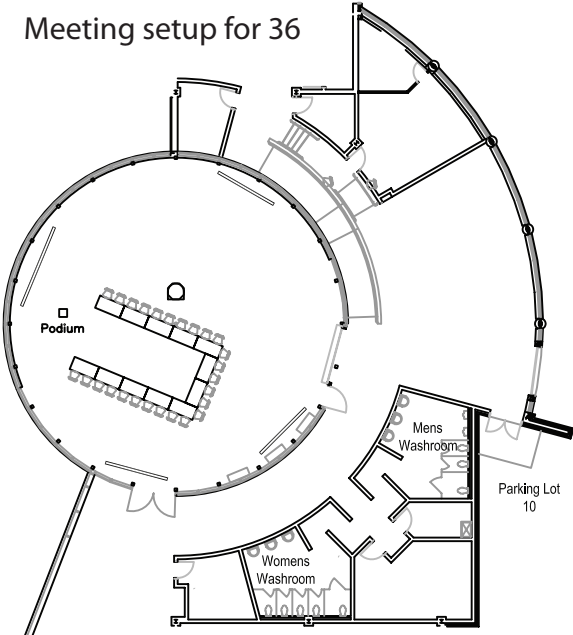 Meeting setup for 36
Podium
Mens
Washroom
Parking Lot
10
Womens
Washroom